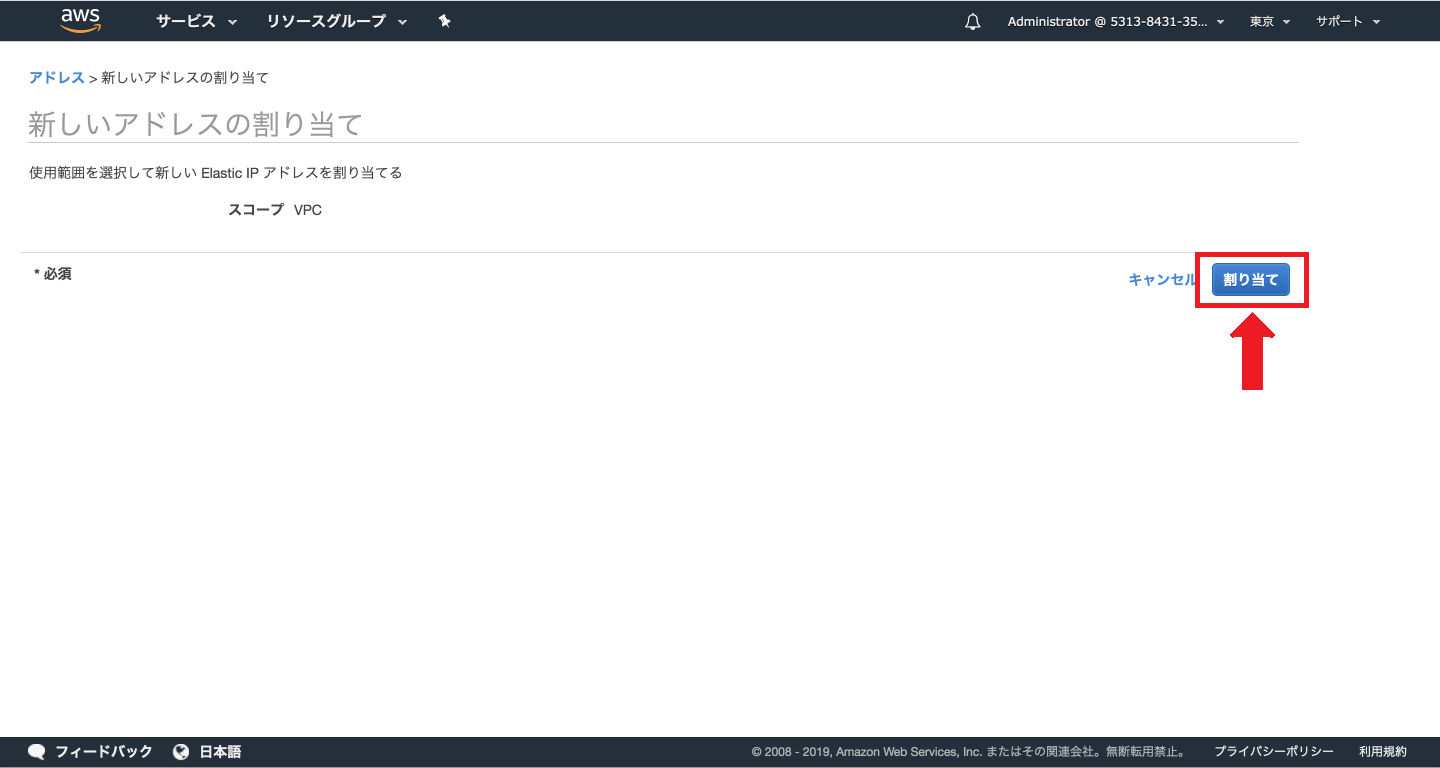 aws サービス リソースグループ Administrator @ 5313-8431-35... 東京 サポート
アドレス > 新しいアドレスの割り当て
新しいアドレスの割り当て
使用範囲を選択して新しい Elastic IP アドレスを割り当てる
スコープ VPC
* 必須
キャンセル 割り当て
フィードバック 日本語 © 2008 - 2019, Amazon Web Services, Inc. またはその関連会社。無断転用禁止。 プライバシーポリシー 利用規約